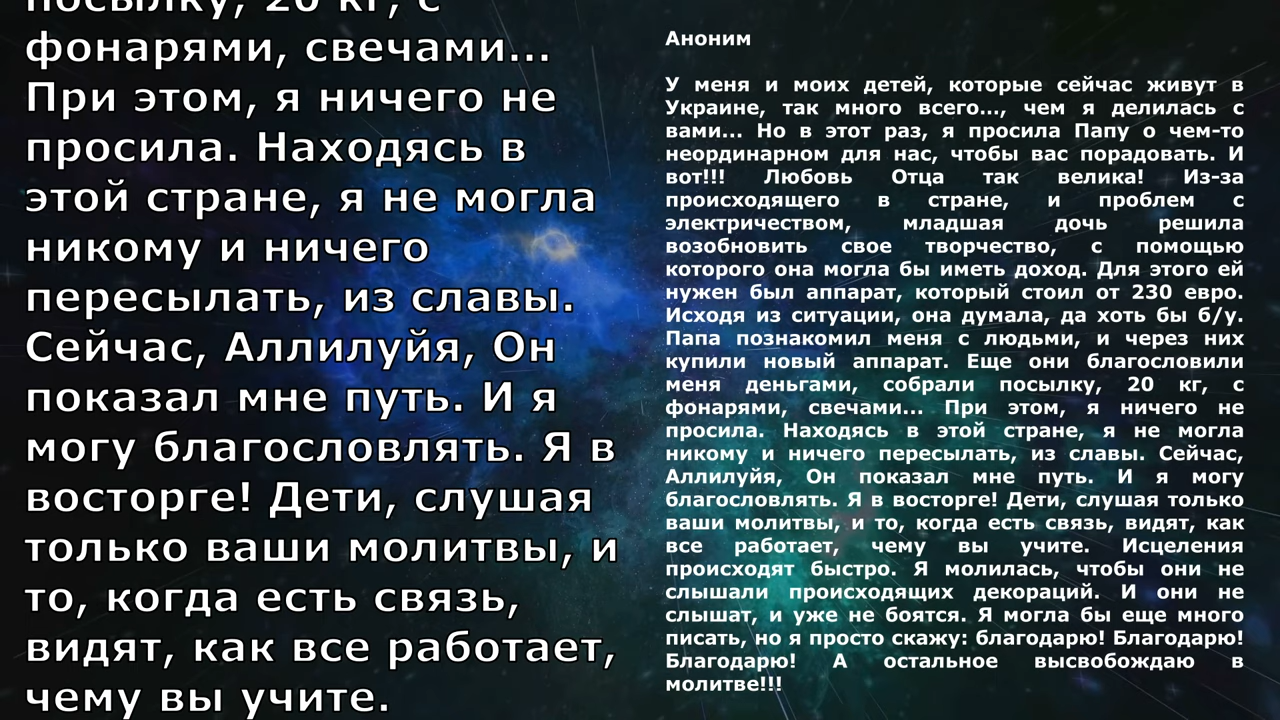 посылку, 20 кг, с
фонарями, свечами...
При этом, я ничего не
просила. Находясь в
этой стране, я не могла
никому и ничего
пересылать, из славы.
Сейчас, Аллилуйя, Он
показал мне путь. И я
могу благословлять. Я в
восторге! Дети, слушая
только ваши молитвы, и
то, когда есть связь,
видят, как все работает,
чему вы учите.
Аноним
У меня и моих детей, которые сейчас живут в
Украине, так много всего..., чем я делилась с
вами... Но в этот раз, я просила Папу о чем-то
неординарном для нас, чтобы вас порадовать. И
вот!!! Любовь Отца так велика! Из-за
происходящего в стране, и проблем с
электричеством, младшая дочь решила
возобновить свое творчество, с помощью
которого она могла бы иметь доход. Для этого ей
нужен был аппарат, который стоил от 230 евро.
Исходя из ситуации, она думала, да хоть бы б/у.
Папа познакомил меня с людьми, и через них
купили новый аппарат. Еще они благословили
меня деньгами, собрали посылку, 20 кг, с
фонарями, свечами... При этом, я ничего не
просила. Находясь в этой стране, я не могла
никому и ничего пересылать, из славы. Сейчас,
Аллилуйя, Он показал мне путь. И я могу
благословлять. Я в восторге! Дети, слушая только
ваши молитвы, и то, когда есть связь, видят, как
все работает, чему вы учите. Исцеления
происходят быстро. Я молилась, чтобы они не
слышали происходящих декораций. И они не
слышат, и уже не боятся. Я могла бы еще много
писать, но я просто скажу: благодарю! Благодарю!
Благодарю! А остальное высвобождаю в
молитве!!!